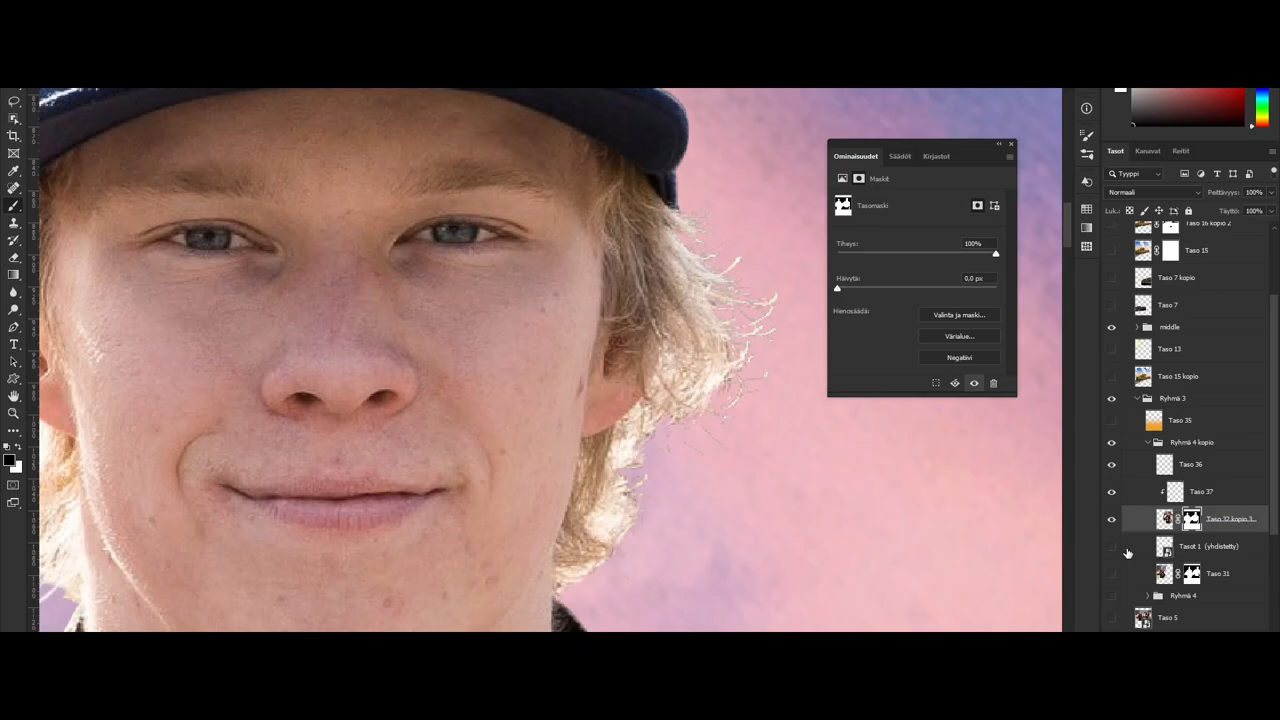 Ominaisuudet Säädöt Kirjastot
Maskit
Tasomaski
Tiheys: 100%
Häivytä: 0,0 px
Hienosäädä:
Valinta ja maski...
Värialue...
Negatiivi
Tasot Kanavat Reitit
Tyyppi
Normaali Peittävyys: 100%
Luk.: Täyttö: 100%
Taso 16 kopio 2
Taso 15
Taso 7 kopio
Taso 7
middle
Taso 13
Taso 15 kopio
Ryhmä 3
Taso 35
Ryhmä 4 kopio
Taso 36
Taso 37
Taso 32 kopio 3...
Tasot 1 (yhdistetty)
Taso 31
Ryhmä 4
Taso 5